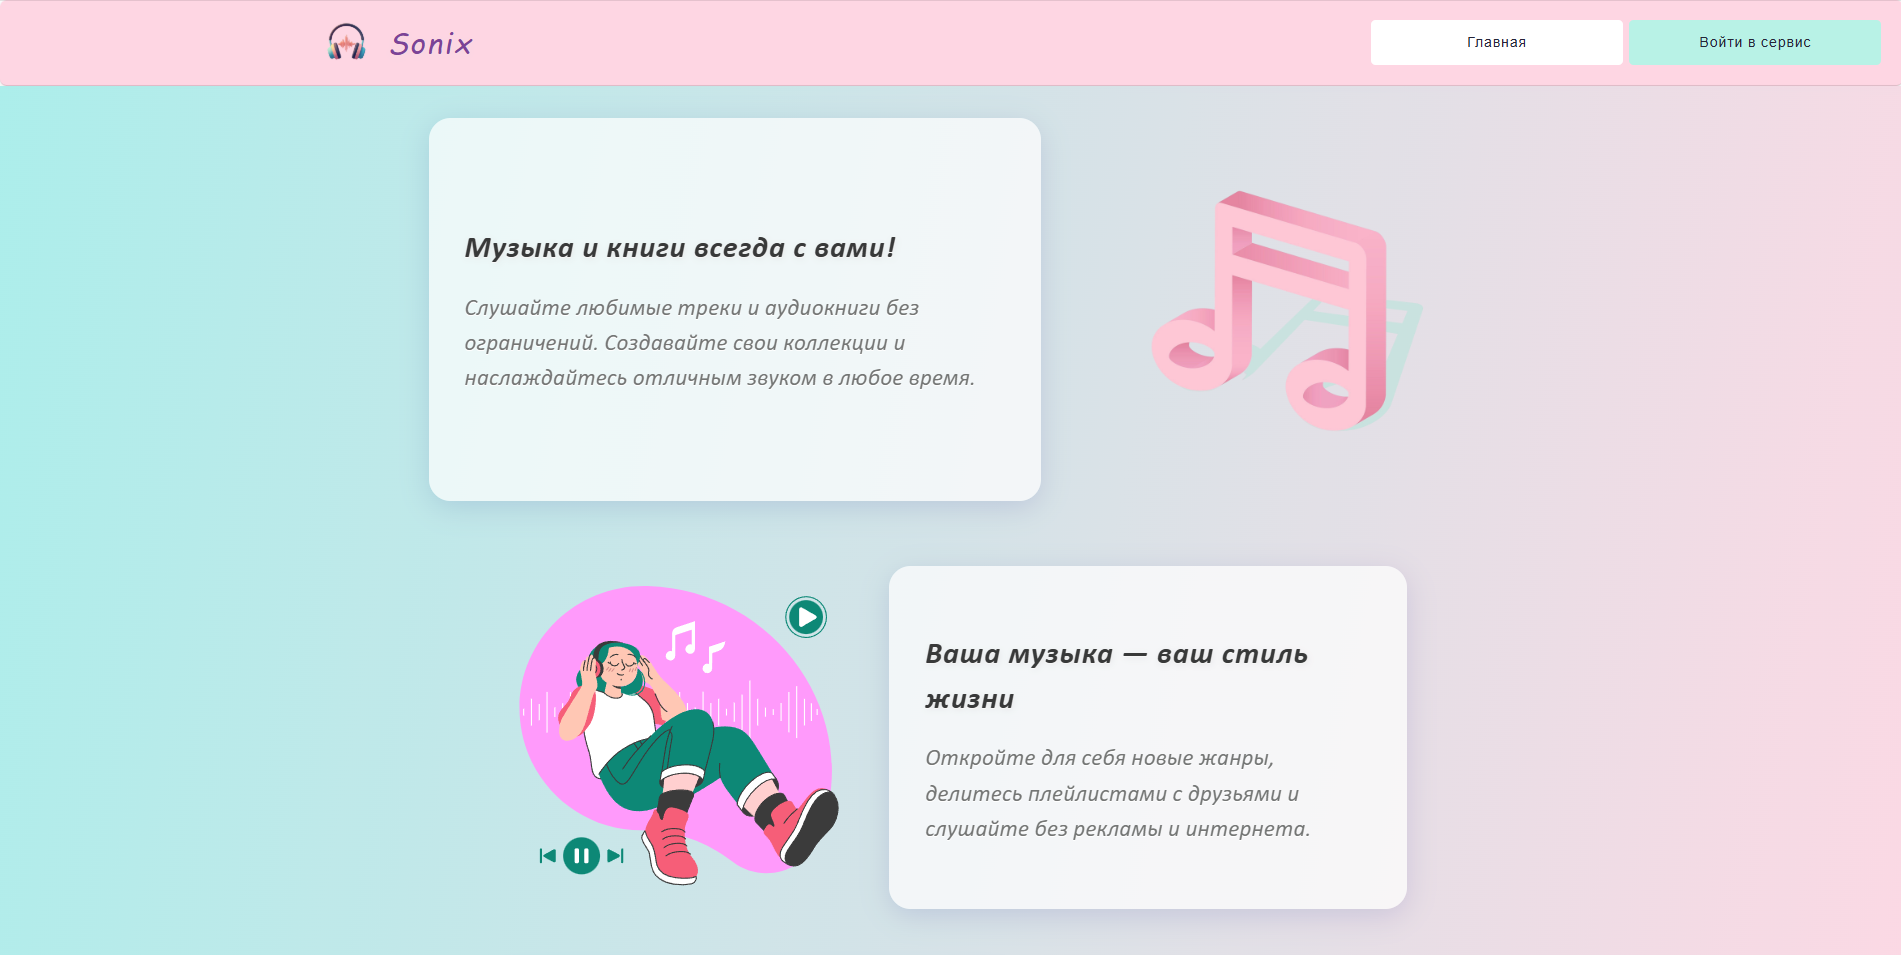 Sonix
Главная
Войти в сервис
Музыка и книги всегда с вами!
Слушайте любимые треки и аудиокниги без
ограничений. Создавайте свои коллекции и
наслаждайтесь отличным звуком в любое время.
Ваша музыка — ваш стиль
жизни
Откройте для себя новые жанры,
делитесь плейлистами с друзьями и
слушайте без рекламы и интернета.